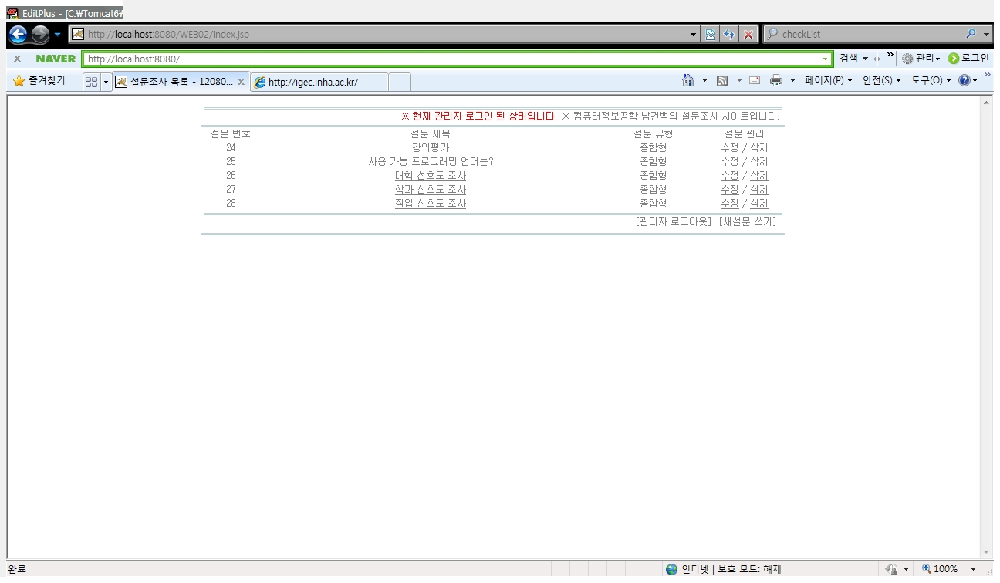 EditPlus - [C:₩Tomcat6₩
http://localhost:8080/WEB02/index.jsp
checkList
x NAVER http://localhost:8080/ 검색 » 관리 로그인
즐겨찾기 설문조사 목록 - 12080... x http://igec.inha.ac.kr/ 페이지(P) 안전(S) 도구(O) »
※ 현재 관리자 로그인 된 상태입니다. ※ 컴퓨터정보공학 남건백의 설문조사 사이트입니다.
설문 번호 설문 제목 설문 유형 설문 관리
24 강의평가 종합형 수정 / 삭제
25 사용 가능 프로그래밍 언어는? 종합형 수정 / 삭제
26 대학 선호도 조사 종합형 수정 / 삭제
27 학과 선호도 조사 종합형 수정 / 삭제
28 직업 선호도 조사 종합형 수정 / 삭제
[관리자 로그아웃] [새설문 쓰기]
완료 인터넷 | 보호 모드: 해제 100%